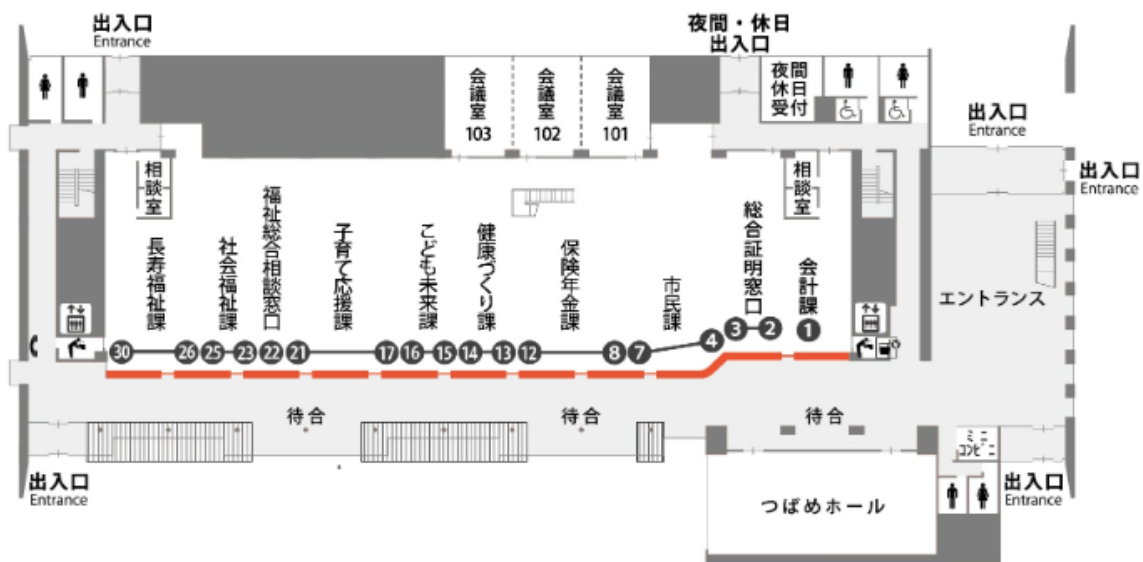 出入口
Entrance
夜間・休日
出入口
夜間
休日
受付
会議室
103
会議室
102
会議室
101
出入口
Entrance
出入口
Entrance
相談室
相談室
長寿福祉課
社会福祉課
福祉総合相談窓口
子育て応援課
こども未来課
健康づくり課
保険年金課
市民課
総合証明窓口
会計課
エントランス
30
26
25
23
22
21
17
16
15
14
13
12
8
7
4
3
2
1
待合
待合
待合
ミニ
コンビニ
出入口
Entrance
つばめホール
出入口
Entrance